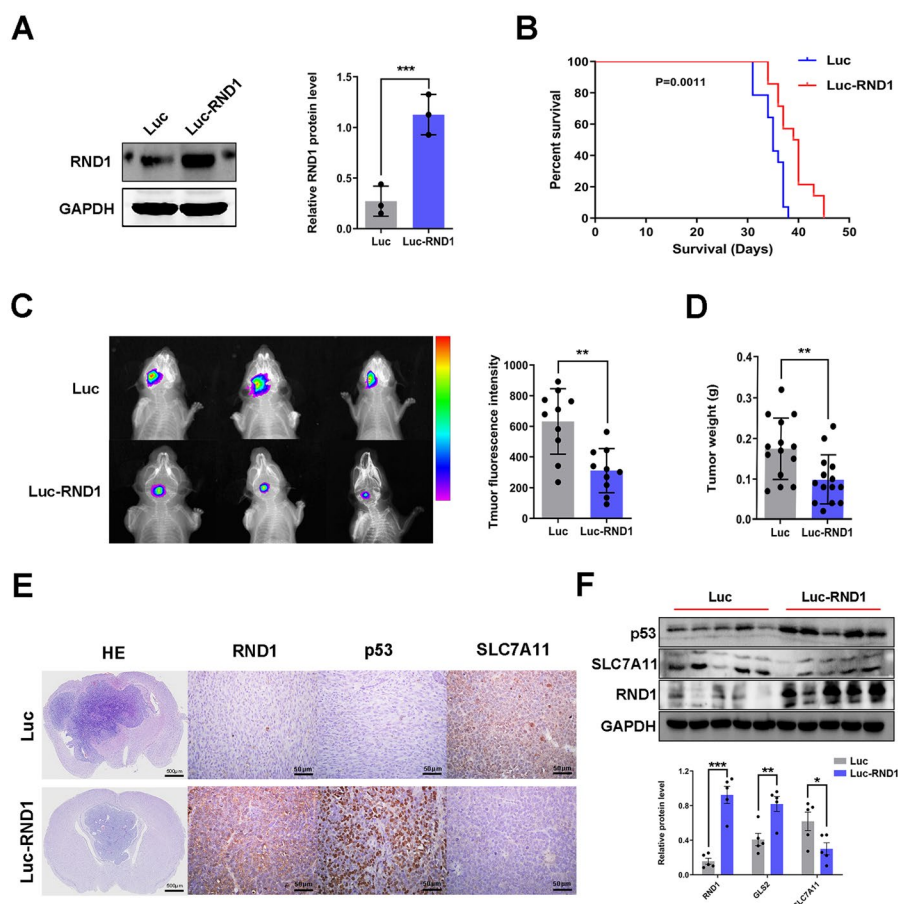 A
Luc
Luc-RND1
RND1
GAPDH
Relative RND1 protein level
1.5
1.0
0.5
0.0
***
Luc
Luc-RND1
B
Percent survival
100
80
60
40
20
0
P=0.0011
Luc
Luc-RND1
0
10
20
30
40
50
Survival (Days)
C
Luc
Luc-RND1
Tmuor fluorescence intensity
1000
800
600
400
200
0
**
Luc
Luc-RND1
D
Tumor weight (g)
0.4
0.3
0.2
0.1
0.0
**
Luc
Luc-RND1
E
HE
RND1
p53
SLC7A11
Luc
500μm
50μm
50μm
50μm
Luc-RND1
500μm
50μm
50μm
50μm
F
Luc
Luc-RND1
p53
SLC7A11
RND1
GAPDH
Relative protein level
1.2
0.8
0.4
0
***
**
*
Luc
Luc-RND1
RND1
GLS2
SLC7A11